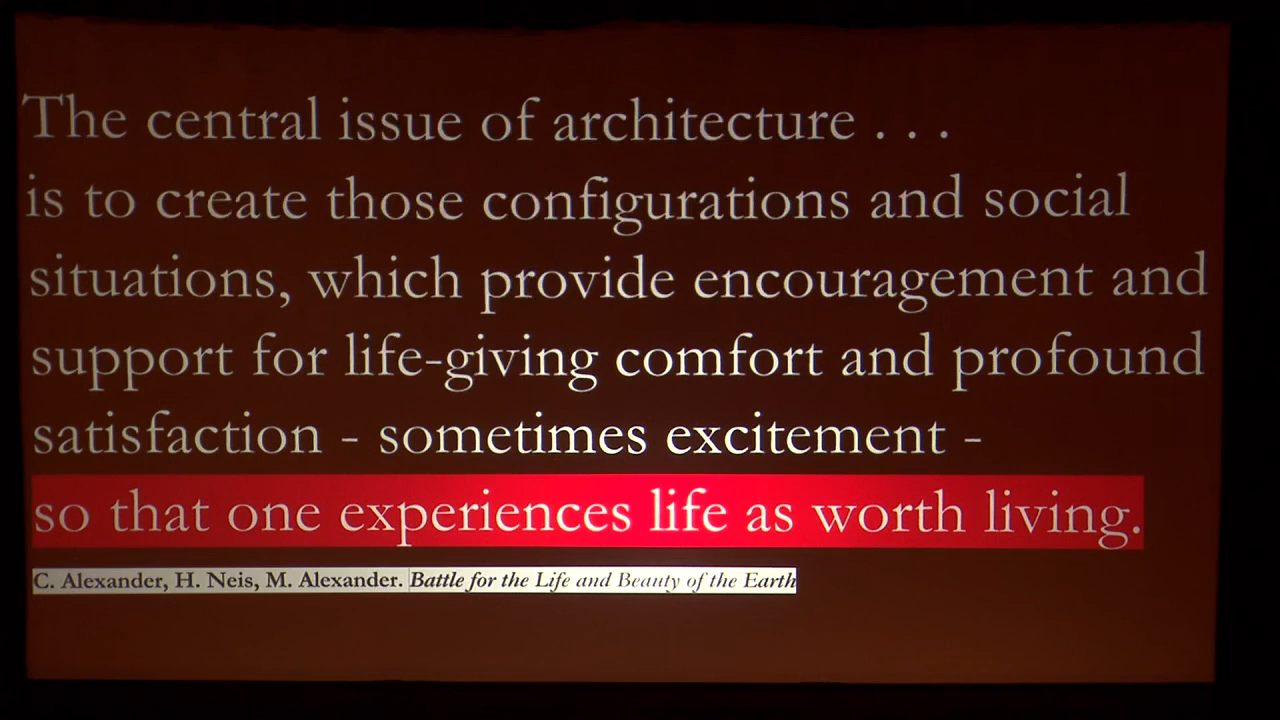 The central issue of architecture . . .
is to create those configurations and social
situations, which provide encouragement and
support for life-giving comfort and profound
satisfaction - sometimes excitement -
so that one experiences life as worth living.
C. Alexander, H. Neis, M. Alexander. Battle for the Life and Beauty of the Earth